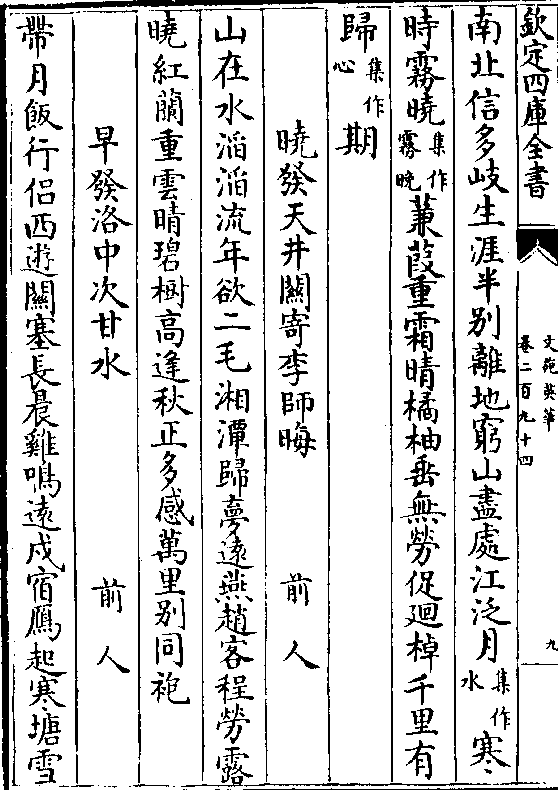 欽定四庫全書
文苑英華
卷二百九十四
九
南北信多岐生涯半别離地窮山盡處江泛月集作水寒
時霧曉集作霧晚蒹葭重霜晴橘柚垂無勞促廻棹千里有
歸集作心期
曉發天井關寄李師晦 前人
山在水滔滔流年欲二毛湘潭歸夢遠燕趙客程勞露
曉紅蘭重雲晴碧樹高逢秋正多感萬里别同袍
早發洛中次甘水 前人
帶月飯行侣西遊關塞長晨雞鳴遠戍宿鴈起寒塘雪